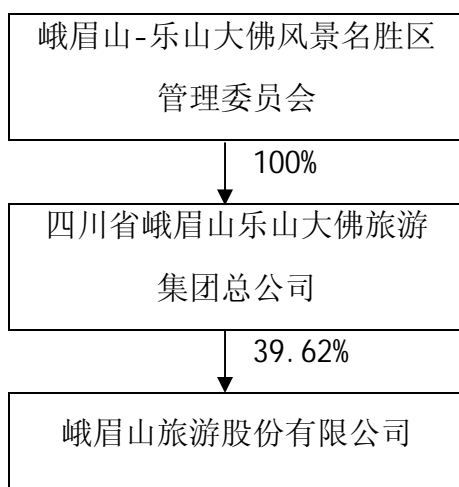 峨眉山-乐山大佛风景名胜区
管理委员会
100%
四川省峨眉山乐山大佛旅游
集团总公司
39.62%
峨眉山旅游股份有限公司